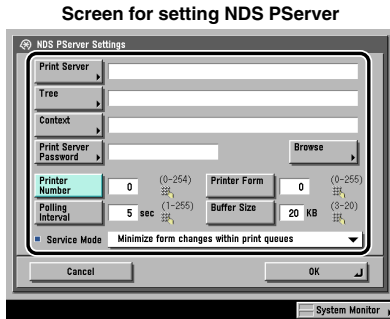 Screen for setting NDS PServer
NDS PServer Settings
Print Server
Tree
Context
Print Server Password
Browse
Printer Number
0
(0-254)
Printer Form
0
(0-255)
Polling Interval
5 sec
(1-255)
Buffer Size
20 KB
(3-20)
Service Mode
Minimize form changes within print queues
Cancel
OK
System Monitor